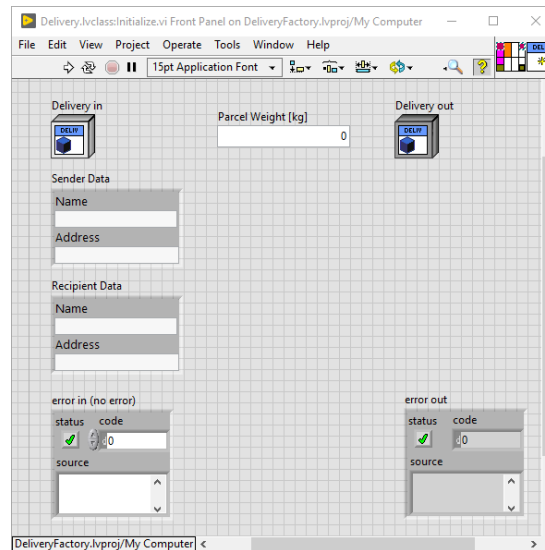 Delivery.lvclass:Initialize.vi Front Panel on DeliveryFactory.lvproj/My Computer
File Edit View Project Operate Tools Window Help
15pt Application Font
?
DEL
Delivery in
Parcel Weight [kg]
Delivery out
DELIV
0
DELIV
Sender Data
Name
Address
Recipient Data
Name
Address
error in (no error)
error out
status code
status code
0
0
source
source
DeliveryFactory.lvproj/My Computer